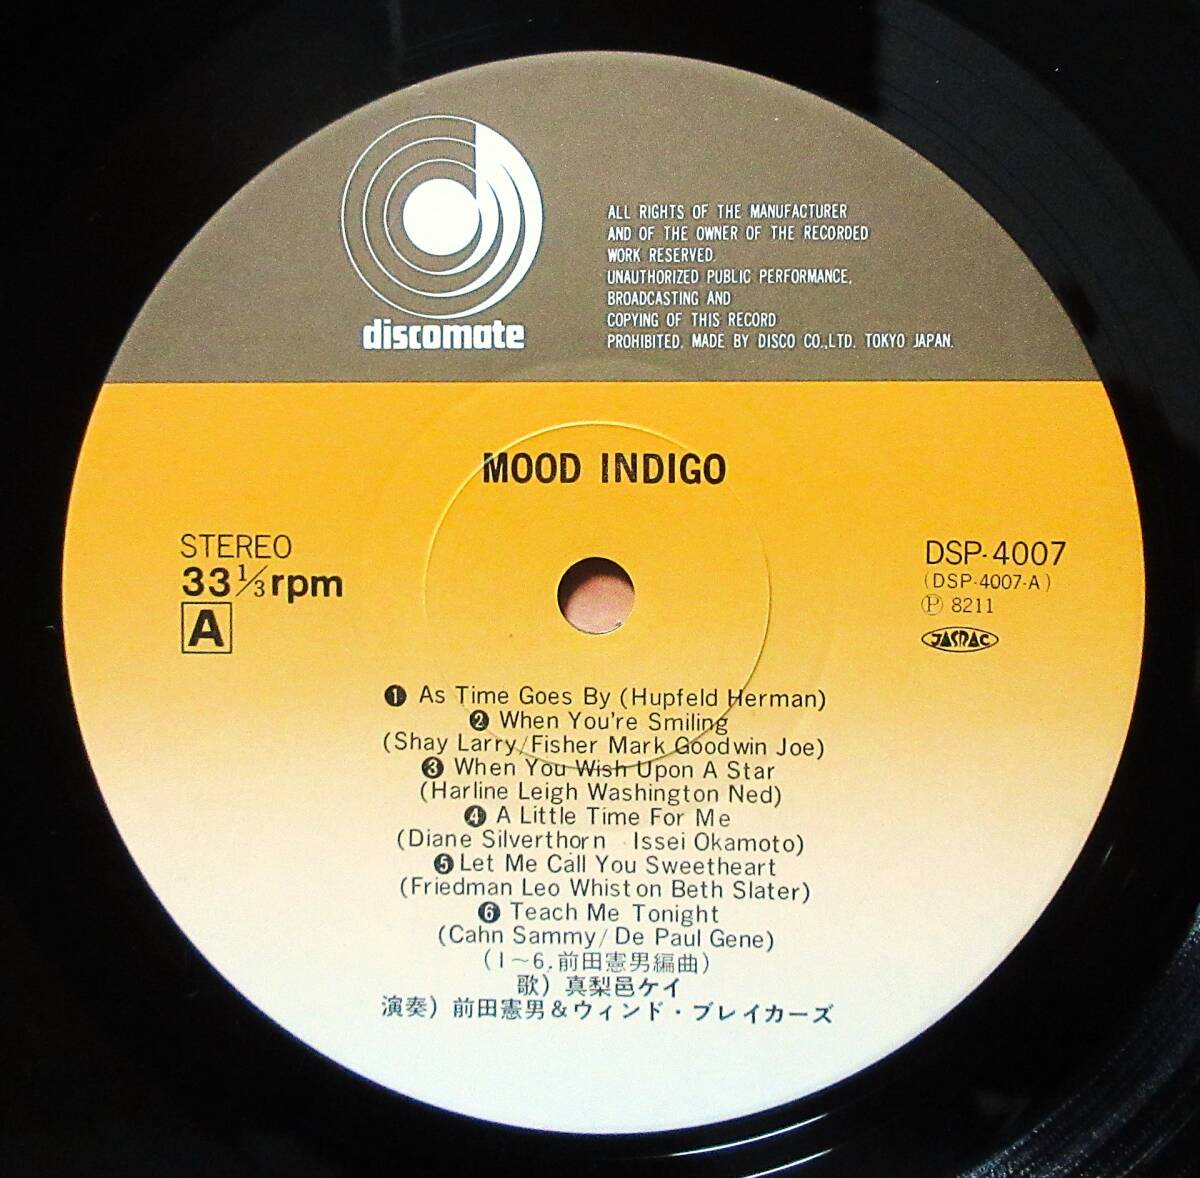 discomate
ALL RIGHTS OF THE MANUFACTURER
AND OF THE OWNER OF THE RECORDED
WORK RESERVED.
UNAUTHORIZED PUBLIC PERFORMANCE,
BROADCASTING AND
COPYING OF THIS RECORD
PROHIBITED. MADE BY DISCO CO.,LTD. TOKYO JAPAN.
MOOD INDIGO
STEREO
33 1/3 rpm
A
DSP-4007
(DSP-4007-A)
Ⓟ 8211
JASRAC
❶ As Time Goes By (Hupfeld Herman)
❷ When You're Smiling
(Shay Larry/Fisher Mark Goodwin Joe)
❸ When You Wish Upon A Star
(Harline Leigh Washington Ned)
❹ A Little Time For Me
(Diane Silverthorn · Issei Okamoto)
❺ Let Me Call You Sweetheart
(Friedman Leo Whiston Beth Slater)
❻ Teach Me Tonight
(Cahn Sammy/De Paul Gene)
(1～6.前田憲男編曲)
歌）真梨邑ケイ
演奏）前田憲男＆ウィンド・ブレイカーズ